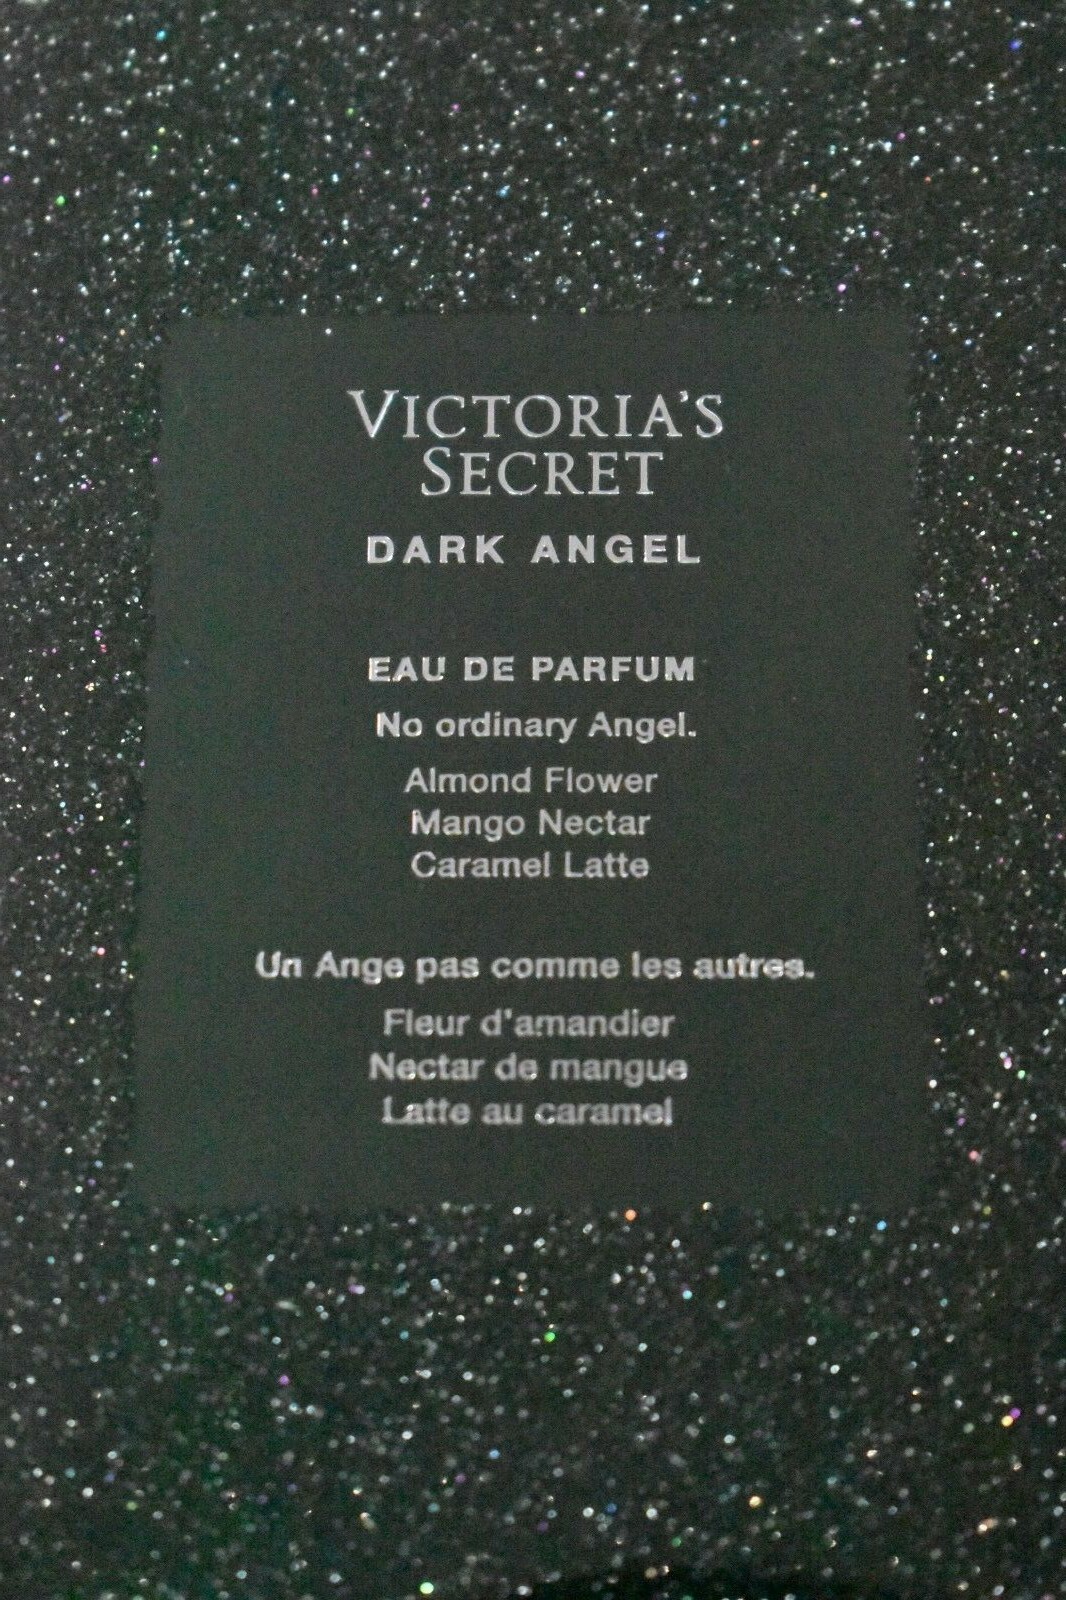 VICTORIA'S
SECRET
DARK ANGEL
EAU DE PARFUM
No ordinary Angel.
Almond Flower
Mango Nectar
Caramel Latte
Un Ange pas comme les autres.
Fleur d'amandier
Nectar de mangue
Latte au caramel